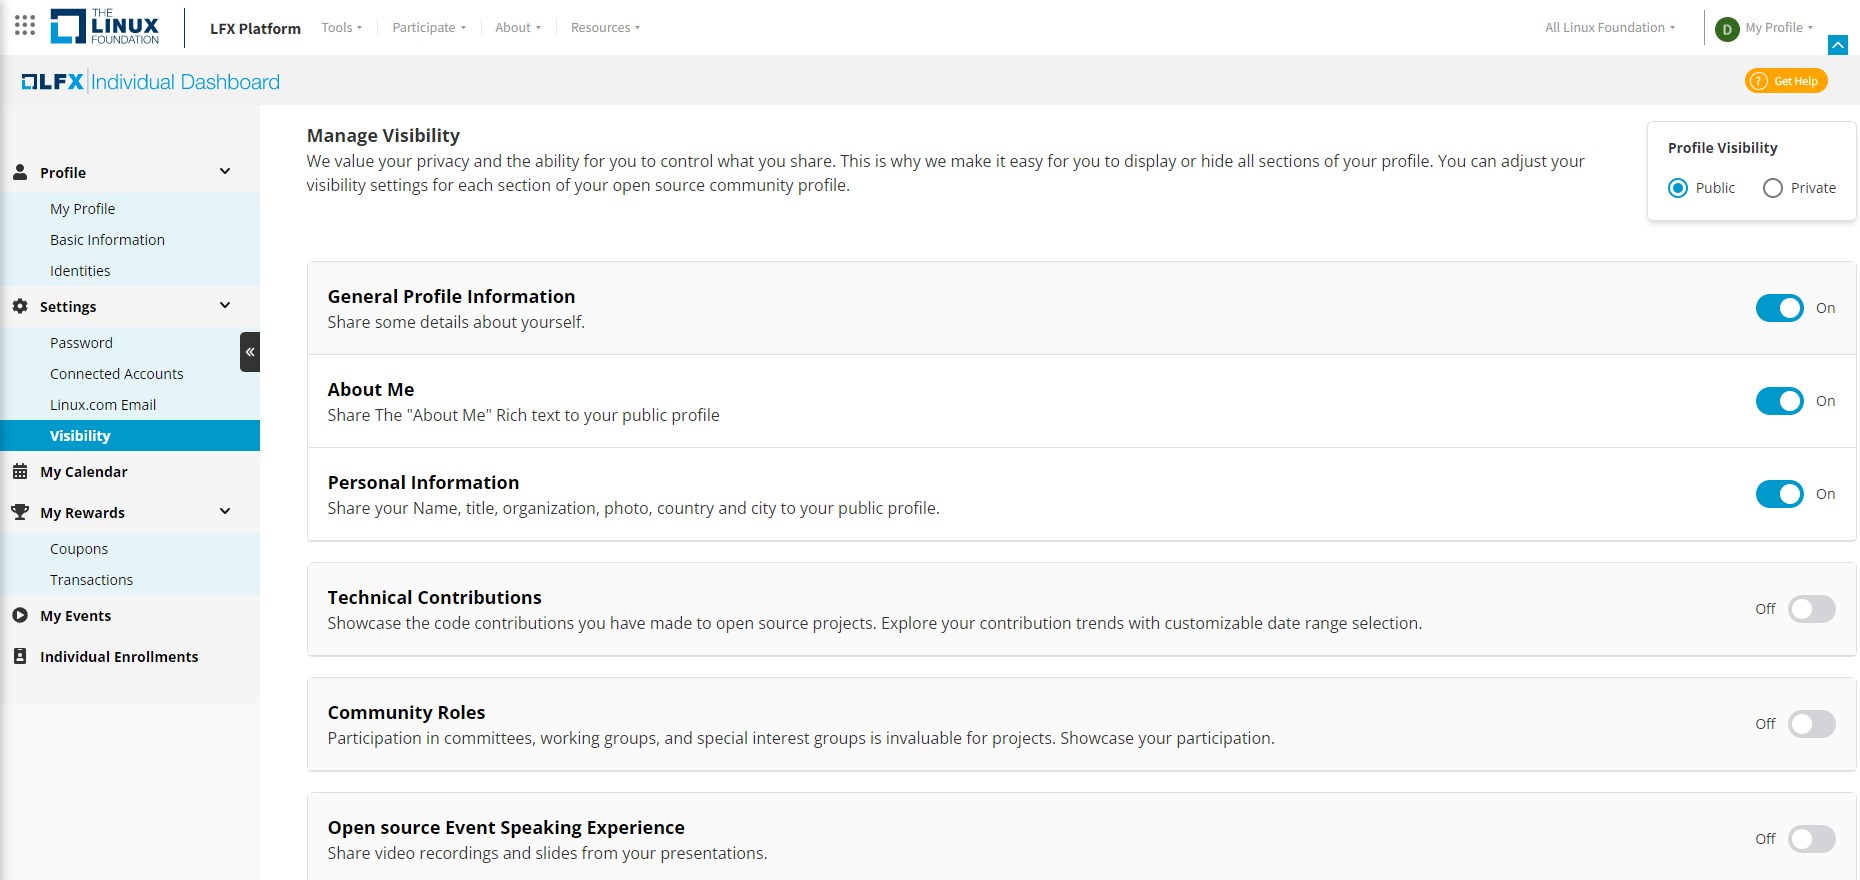 THE
LINUX
FOUNDATION
LFX Platform
Tools
Participate
About
Resources
All Linux Foundation
D
My Profile
LFX Individual Dashboard
? Get Help
Profile
My Profile
Basic Information
Identities
Settings
Password
Connected Accounts
Linux.com Email
Visibility
My Calendar
My Rewards
Coupons
Transactions
My Events
Individual Enrollments
Manage Visibility
We value your privacy and the ability for you to control what you share. This is why we make it easy for you to display or hide all sections of your profile. You can adjust your
visibility settings for each section of your open source community profile.
Profile Visibility
Public Private
General Profile Information
Share some details about yourself.
On
About Me
Share The "About Me" Rich text to your public profile
On
Personal Information
Share your Name, title, organization, photo, country and city to your public profile.
On
Technical Contributions
Showcase the code contributions you have made to open source projects. Explore your contribution trends with customizable date range selection.
Off
Community Roles
Participation in committees, working groups, and special interest groups is invaluable for projects. Showcase your participation.
Off
Open source Event Speaking Experience
Share video recordings and slides from your presentations.
Off